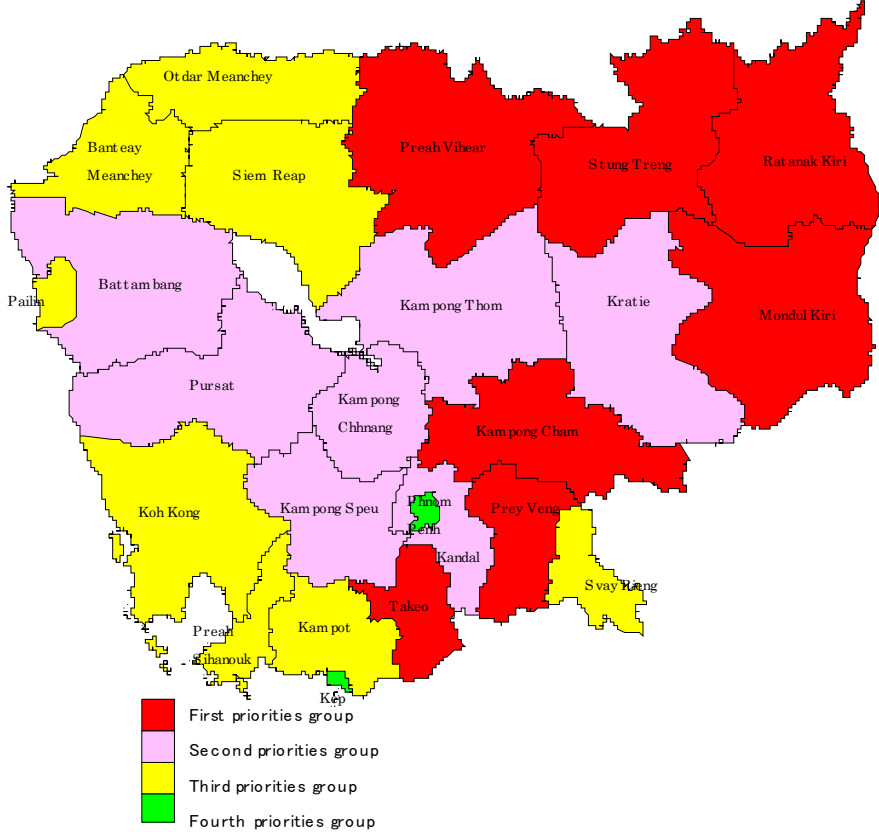 Otdar Meanchey
Banteay
Meanchey
Siem Reap
Preah Vihear
Stung Treng
Ratanak Kiri
Pailin
Battambang
Kampong Thom
Kratie
Mondul Kiri
Pursat
Kampong
Chhnang
Kampong Cham
Koh Kong
Kampong Speu
Phnom
Penh
Prey Veng
Kandal
Svay Rieng
Takeo
Preah
Sihanouk
Kampot
Kep
First priorities group
Second priorities group
Third priorities group
Fourth priorities group